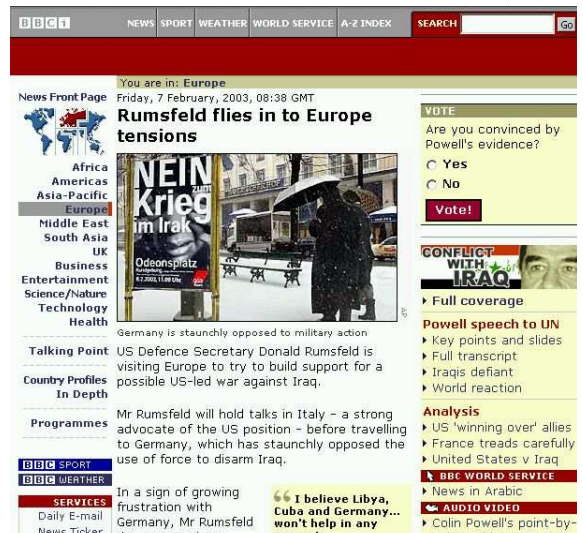 BBCi
NEWS SPORT WEATHER WORLD SERVICE A-Z INDEX
SEARCH
Go
You are in: Europe
News Front Page
Africa
Americas
Asia-Pacific
Europe
Middle East
South Asia
UK
Business
Entertainment
Science/Nature
Technology
Health
Talking Point
Country Profiles
In Depth
Programmes
BBC SPORT
BBC WEATHER
SERVICES
Daily E-mail
News Ticker
Friday, 7 February, 2003, 08:38 GMT
Rumsfeld flies in to Europe
tensions
NEIN
zum
Krieg
im Irak
Odeonsplatz
AP
Germany is staunchly opposed to military action
US Defence Secretary Donald Rumsfeld is
visiting Europe to try to build support for a
possible US-led war against Iraq.
Mr Rumsfeld will hold talks in Italy - a strong
advocate of the US position - before travelling
to Germany, which has staunchly opposed the
use of force to disarm Iraq.
In a sign of growing
frustration with
Germany, Mr Rumsfeld
I believe Libya,
Cuba and Germany...
won't help in any
VOTE
Are you convinced by
Powell's evidence?
Yes
No
Vote!
CONFLICT
WITH
IRAQ
Full coverage
Powell speech to UN
Key points and slides
Full transcript
Iraqis defiant
World reaction
Analysis
US 'winning over' allies
France treads carefully
United States v Iraq
BBC WORLD SERVICE
News in Arabic
AUDIO VIDEO
Colin Powell's point-by-